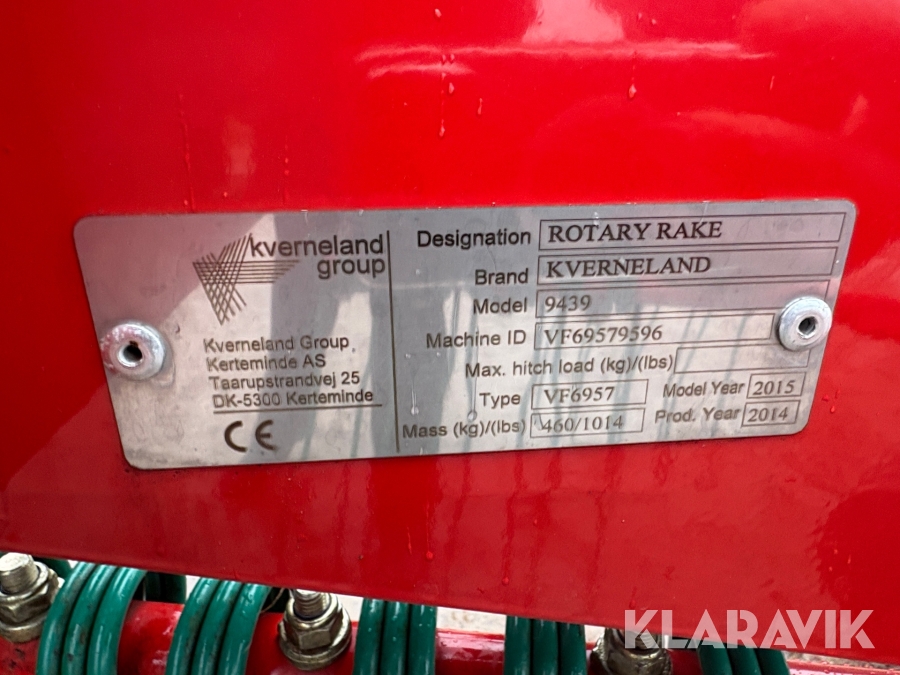 kverneland
group
Kverneland Group
Kerteminde AS
Taarupstrandvej 25
DK-5300 Kerteminde
CE
Designation ROTARY RAKE
Brand KVERNELAND
Model 9439
Machine ID VF69579596
Max. hitch load (kg)/(lbs)
Type VF6957 Model Year 2015
Mass (kg)/(lbs) 460/1014 Prod. Year 2014
KLARAVIK